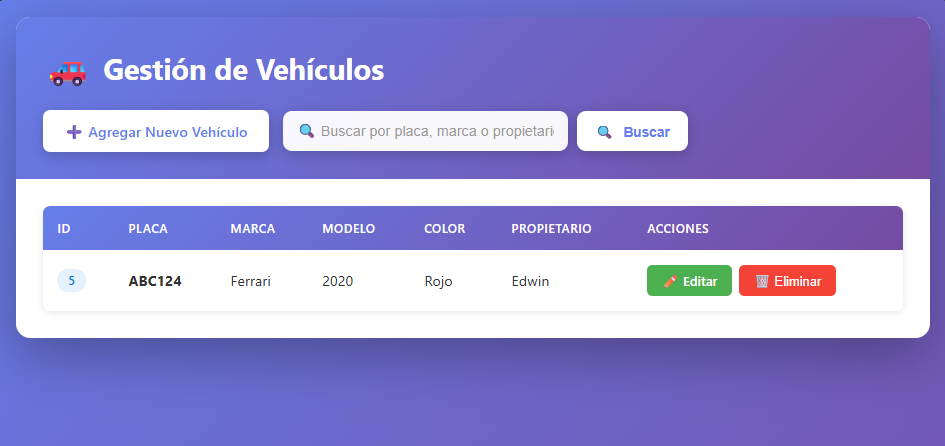 Gestión de Vehículos
Agregar Nuevo Vehículo Buscar por placa, marca o propietari Buscar
ID PLACA MARCA MODELO COLOR PROPIETARIO ACCIONES
5 ABC124 Ferrari 2020 Rojo Edwin Editar Eliminar